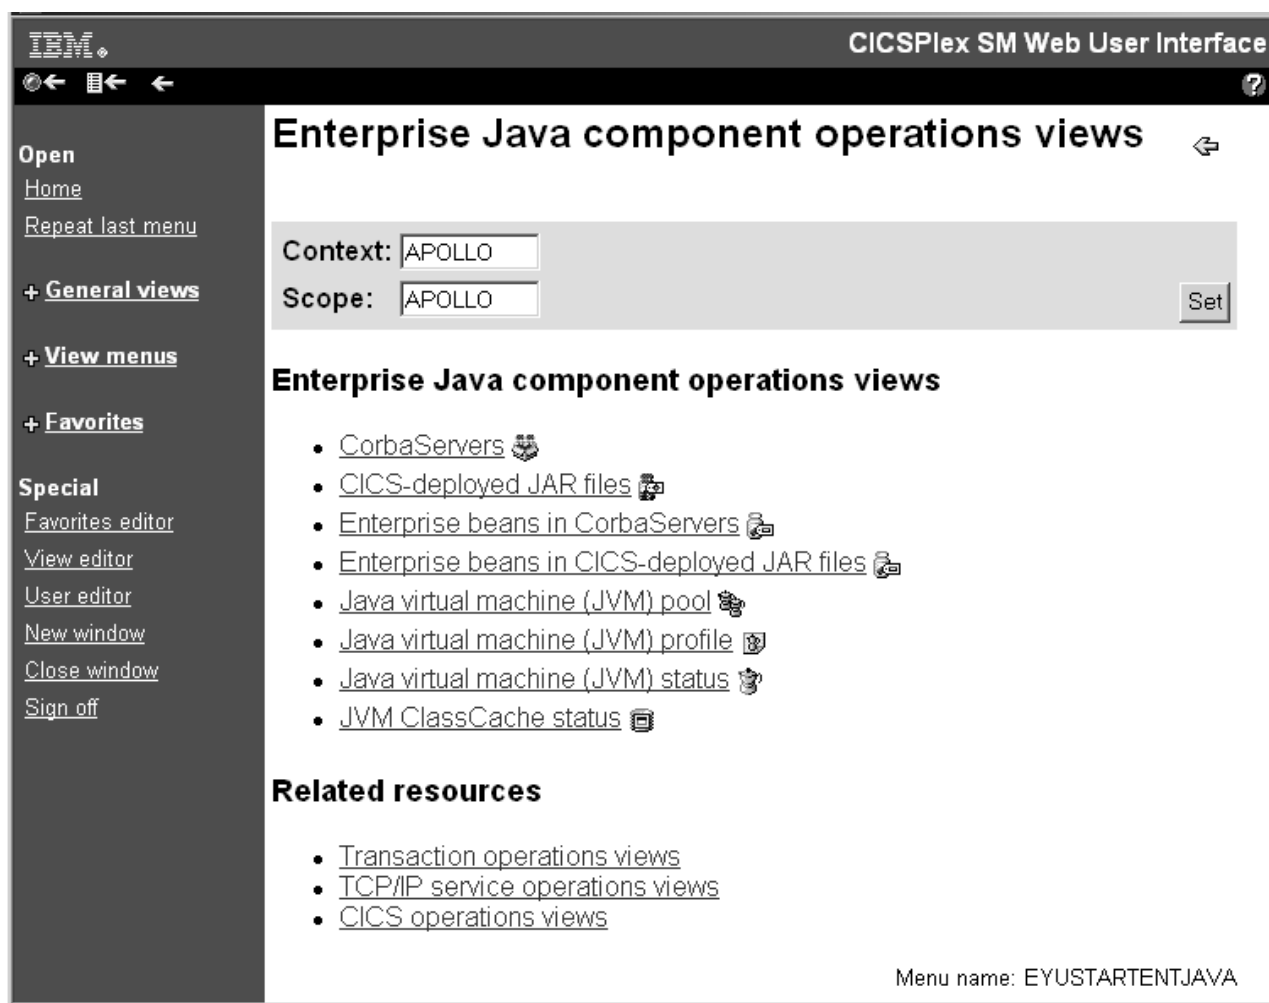 IBM.
CICSPlex SM Web User Interface
?
Open
Home
Repeat last menu
+ General views
+ View menus
+ Favorites
Special
Favorites editor
View editor
User editor
New window
Close window
Sign off
Enterprise Java component operations views
Context: APOLLO
Scope: APOLLO
Set
Enterprise Java component operations views
• CorbaServers
• CICS-deployed JAR files
• Enterprise beans in CorbaServers
• Enterprise beans in CICS-deployed JAR files
• Java virtual machine (JVM) pool
• Java virtual machine (JVM) profile
• Java virtual machine (JVM) status
• JVM ClassCache status
Related resources
• Transaction operations views
• TCP/IP service operations views
• CICS operations views
Menu name: EYUSTARTENTJAVA